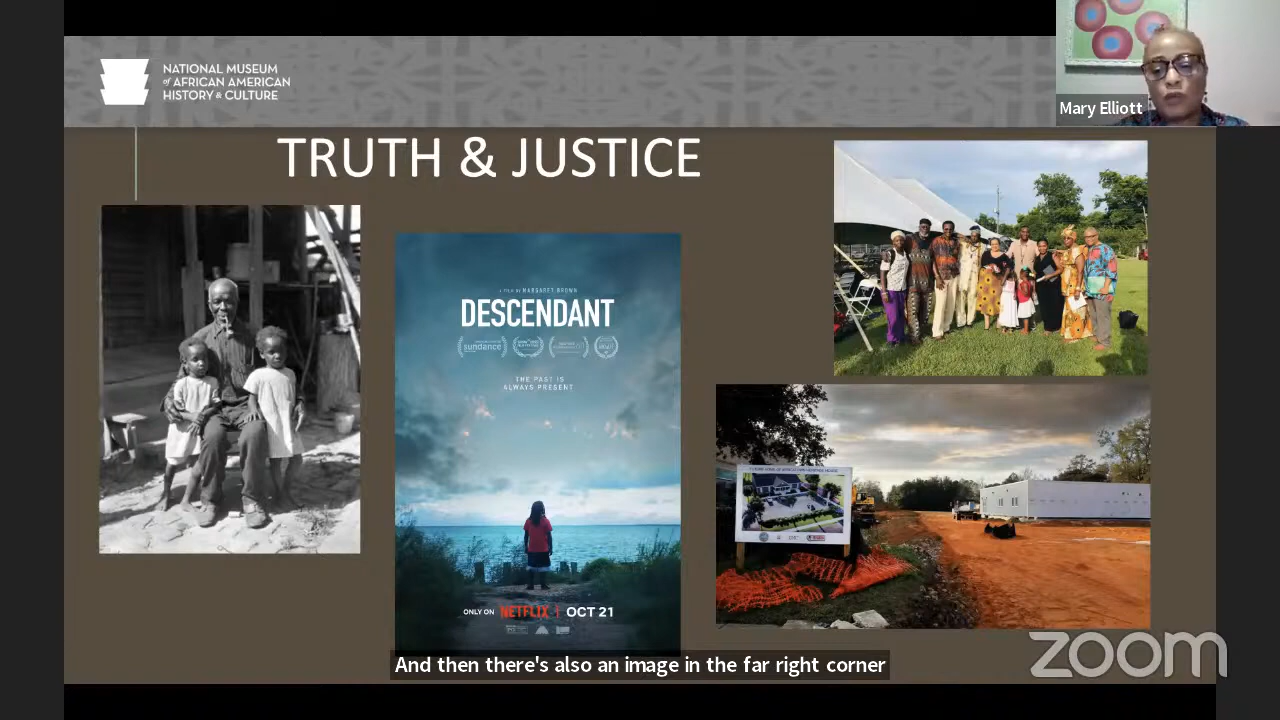 NATIONAL MUSEUM
of AFRICAN AMERICAN
HISTORY & CULTURE
Mary Elliott
TRUTH & JUSTICE
A FILM BY MARGARET BROWN
DESCENDANT
sundance
THE PAST IS
ALWAYS PRESENT
ONLY ON NETFLIX | OCT 21
And then there's also an image in the far right corner
zoom